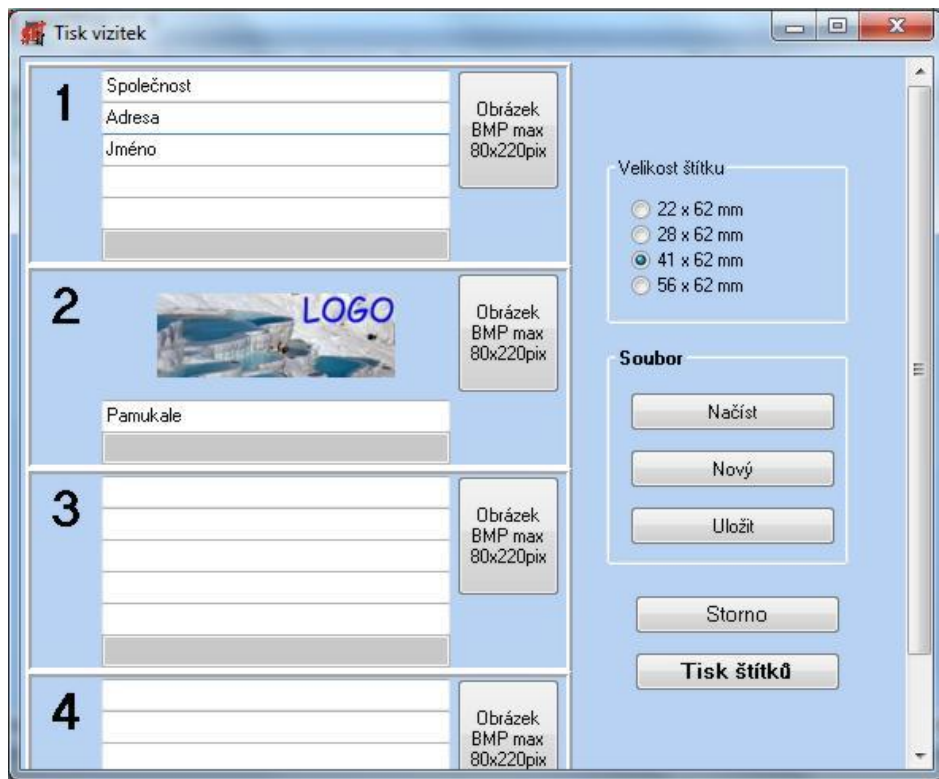 Tisk vizitek
1
Společnost
Adresa
Jméno
Obrázek
BMP max
80x220pix
2
LOGO
Pamukale
Obrázek
BMP max
80x220pix
3
Obrázek
BMP max
80x220pix
4
Obrázek
BMP max
80x220pix
Velikost štítku
22 x 62 mm
28 x 62 mm
41 x 62 mm
56 x 62 mm
Soubor
Načíst
Nový
Uložit
Storno
Tisk štítků